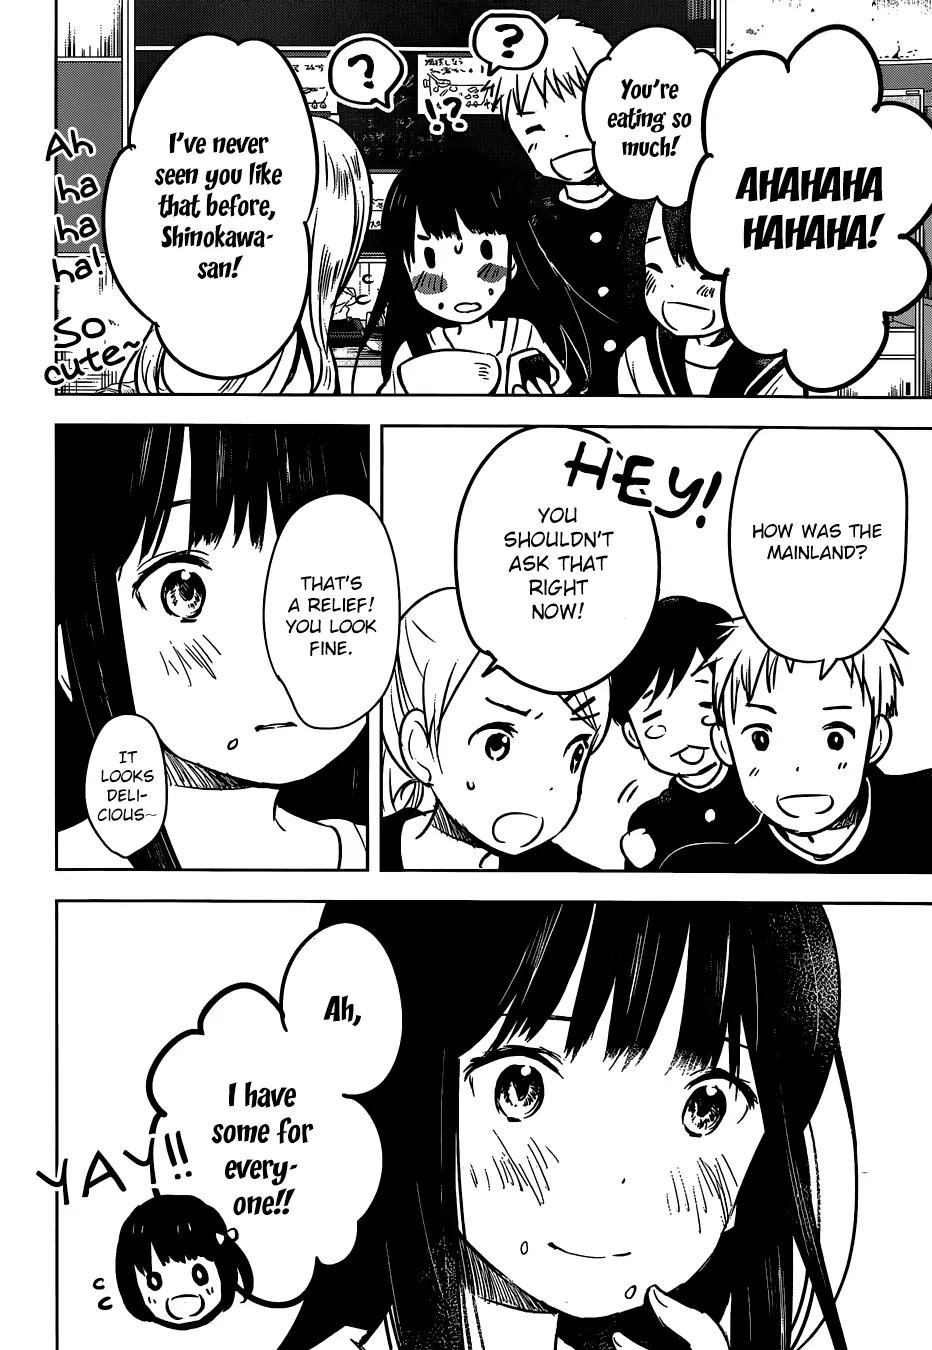 AHAHAHA
HAHAHA!
You're
eating so
much!
?
?
!?
I've never
seen you like
that before,
Shinokawa-
san!
Ah
ha
ha
ha!
So
cute~
HOW WAS THE
MAINLAND?
HEY!
YOU
SHOULDN'T
ASK THAT
RIGHT
NOW!
THAT'S
A RELIEF!
YOU LOOK
FINE.
IT
LOOKS
DELI-
CIOUS~
Ah,
I have
some for
every-
one!!
YAY!!